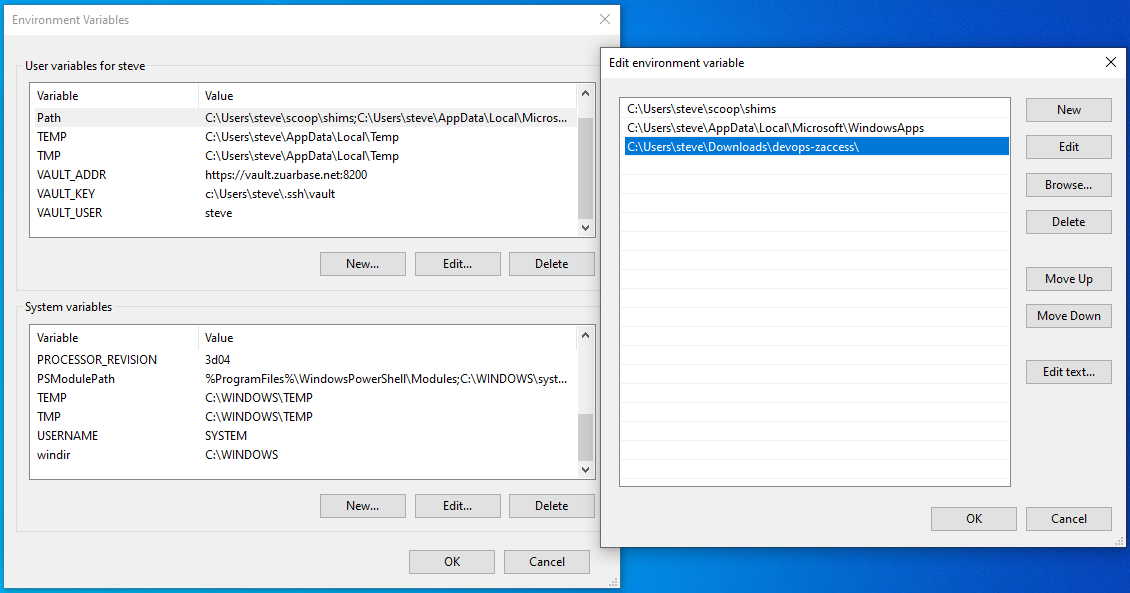 Environment Variables
User variables for steve
Variable Value
Path C:\Users\steve\scoop\shims;C:\Users\steve\AppData\Local\Micros...
TEMP C:\Users\steve\AppData\Local\Temp
TMP C:\Users\steve\AppData\Local\Temp
VAULT_ADDR https://vault.zuarbase.net:8200
VAULT_KEY c:\Users\steve\.ssh\vault
VAULT_USER steve
New... Edit... Delete
System variables
Variable Value
PROCESSOR_REVISION 3d04
PSModulePath %ProgramFiles%\WindowsPowerShell\Modules;C:\WINDOWS\syst...
TEMP C:\WINDOWS\TEMP
TMP C:\WINDOWS\TEMP
USERNAME SYSTEM
windir C:\WINDOWS
New... Edit... Delete
OK Cancel
Edit environment variable
C:\Users\steve\scoop\shims
C:\Users\steve\AppData\Local\Microsoft\WindowsApps
C:\Users\steve\Downloads\devops-zaccess\
New
Edit
Browse...
Delete
Move Up
Move Down
Edit text...
OK Cancel